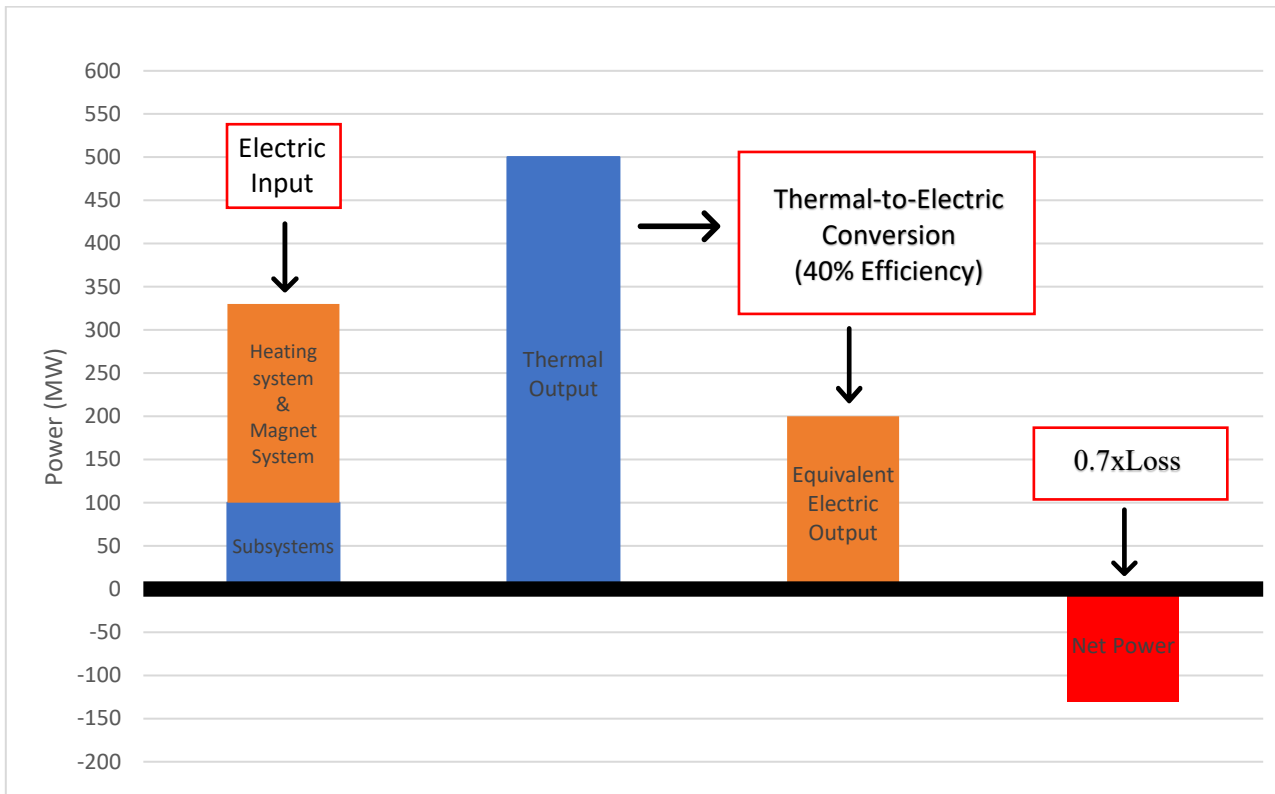 600
550
500
450
400
350
300
250
200
150
100
50
0
-50
-100
-150
-200
Power (MW)
Electric
Input
Heating
system
&
Magnet
System
Subsystems
Thermal
Output
Thermal-to-Electric
Conversion
(40% Efficiency)
Equivalent
Electric
Output
0.7xLoss
Net Power